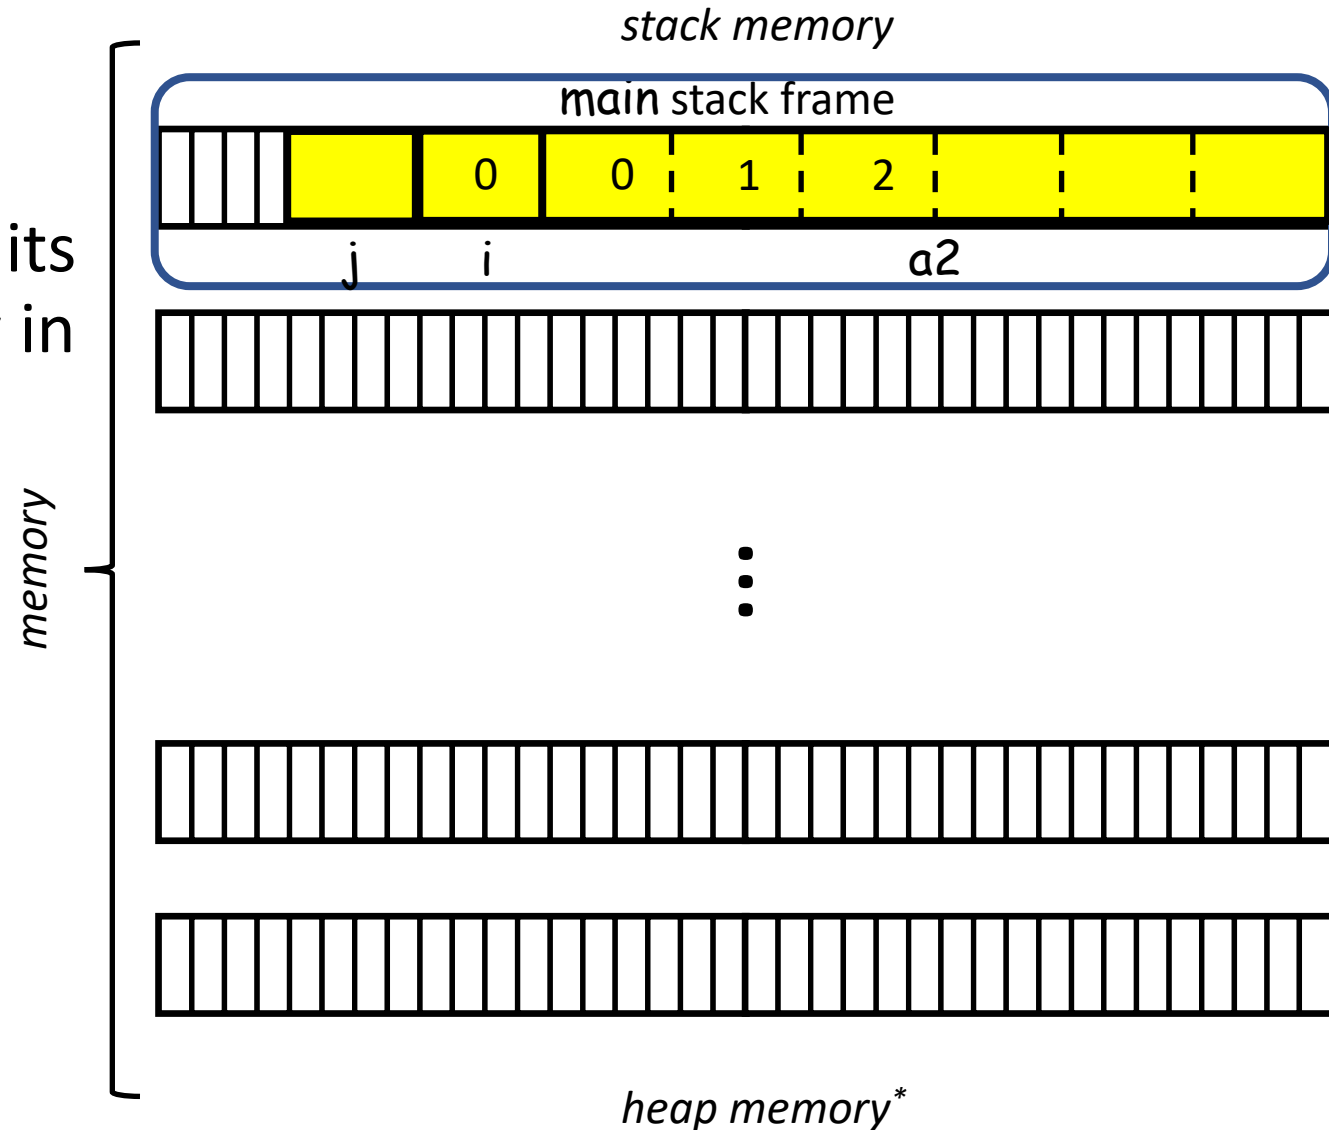 stack memory
main stack frame
0 0 1 2
j i a2
its
in
memory
heap memory*